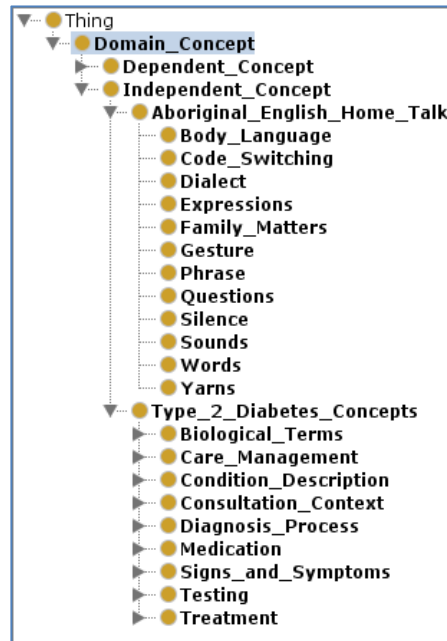 Thing
Domain_Concept
Dependent_Concept
Independent_Concept
Aboriginal_English_Home_Talk
Body_Language
Code_Switching
Dialect
Expressions
Family_Matters
Gesture
Phrase
Questions
Silence
Sounds
Words
Yarns
Type_2_Diabetes_Concepts
Biological_Terms
Care_Management
Condition_Description
Consultation_Context
Diagnosis_Process
Medication
Signs_and_Symptoms
Testing
Treatment